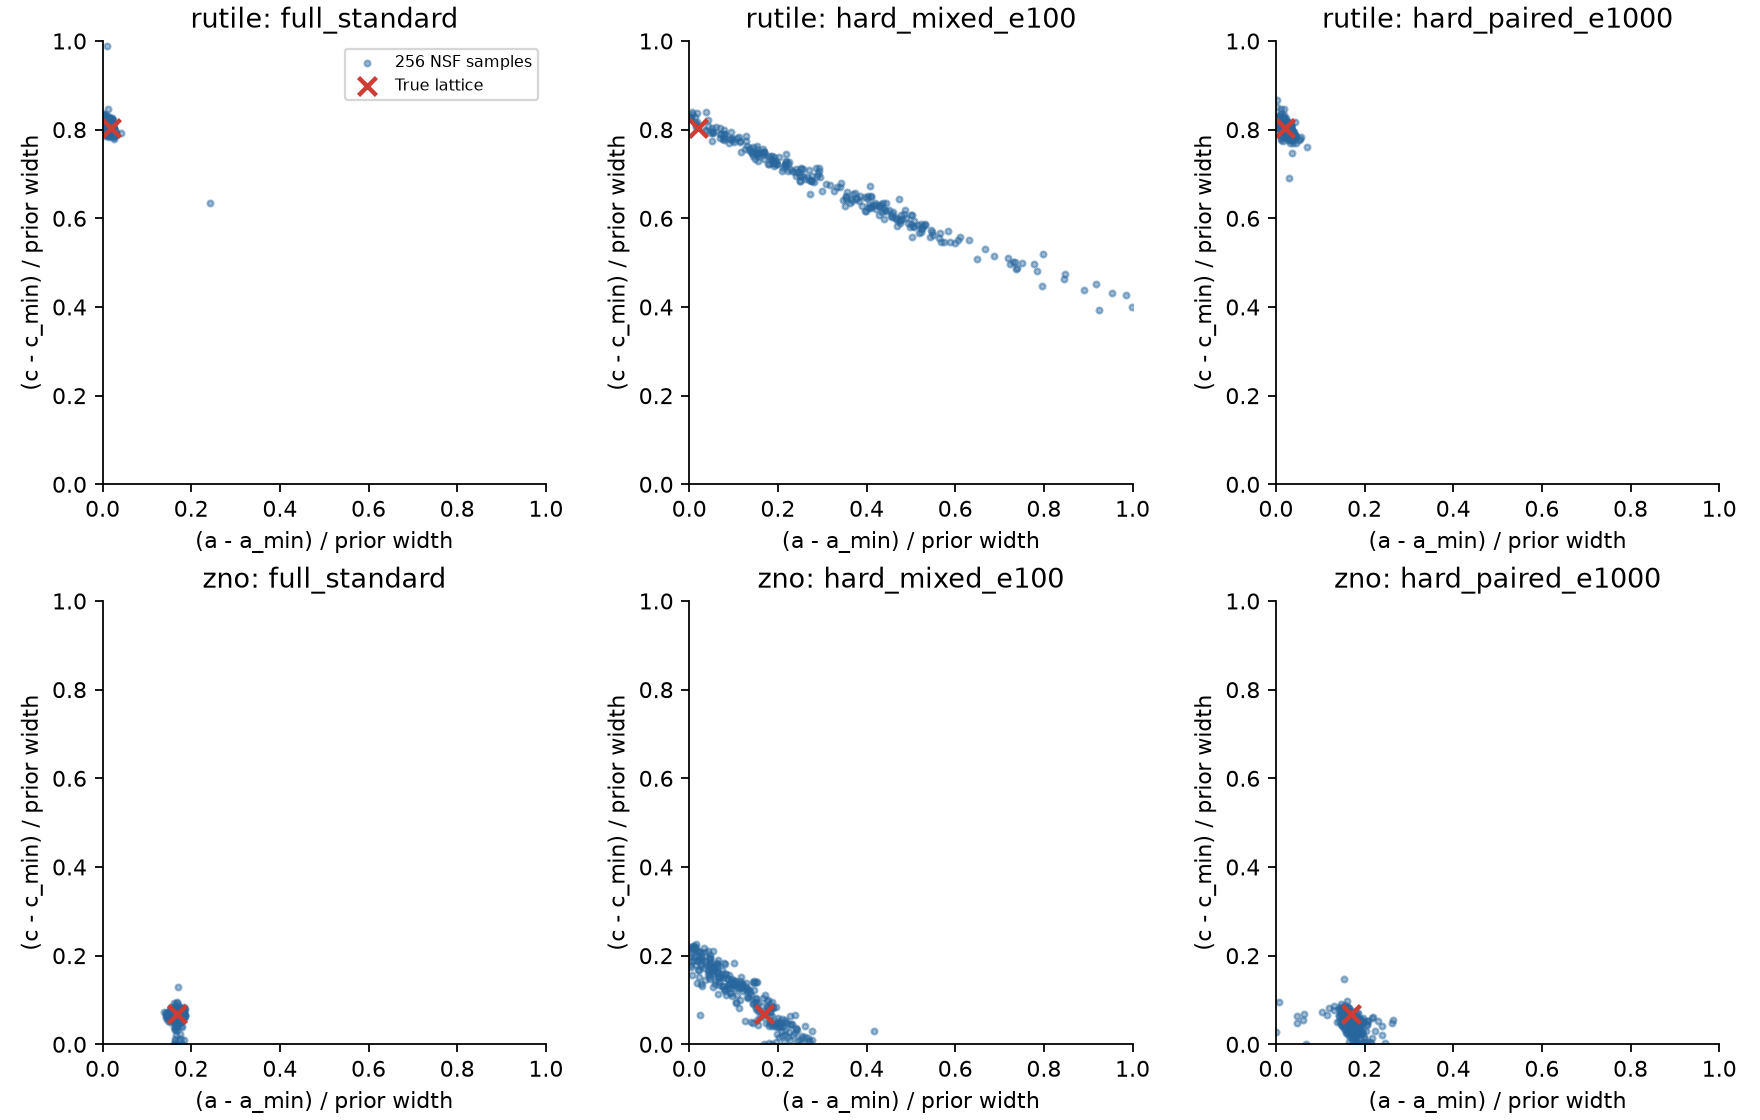 rutile: full_standard
256 NSF samples
True lattice
(c - c_min) / prior width
1.0
0.8
0.6
0.4
0.2
0.0
0.0 0.2 0.4 0.6 0.8 1.0
(a - a_min) / prior width
rutile: hard_mixed_e100
(c - c_min) / prior width
1.0
0.8
0.6
0.4
0.2
0.0
0.0 0.2 0.4 0.6 0.8 1.0
(a - a_min) / prior width
rutile: hard_paired_e1000
(c - c_min) / prior width
1.0
0.8
0.6
0.4
0.2
0.0
0.0 0.2 0.4 0.6 0.8 1.0
(a - a_min) / prior width
zno: full_standard
(c - c_min) / prior width
1.0
0.8
0.6
0.4
0.2
0.0
0.0 0.2 0.4 0.6 0.8 1.0
(a - a_min) / prior width
zno: hard_mixed_e100
(c - c_min) / prior width
1.0
0.8
0.6
0.4
0.2
0.0
0.0 0.2 0.4 0.6 0.8 1.0
(a - a_min) / prior width
zno: hard_paired_e1000
(c - c_min) / prior width
1.0
0.8
0.6
0.4
0.2
0.0
0.0 0.2 0.4 0.6 0.8 1.0
(a - a_min) / prior width